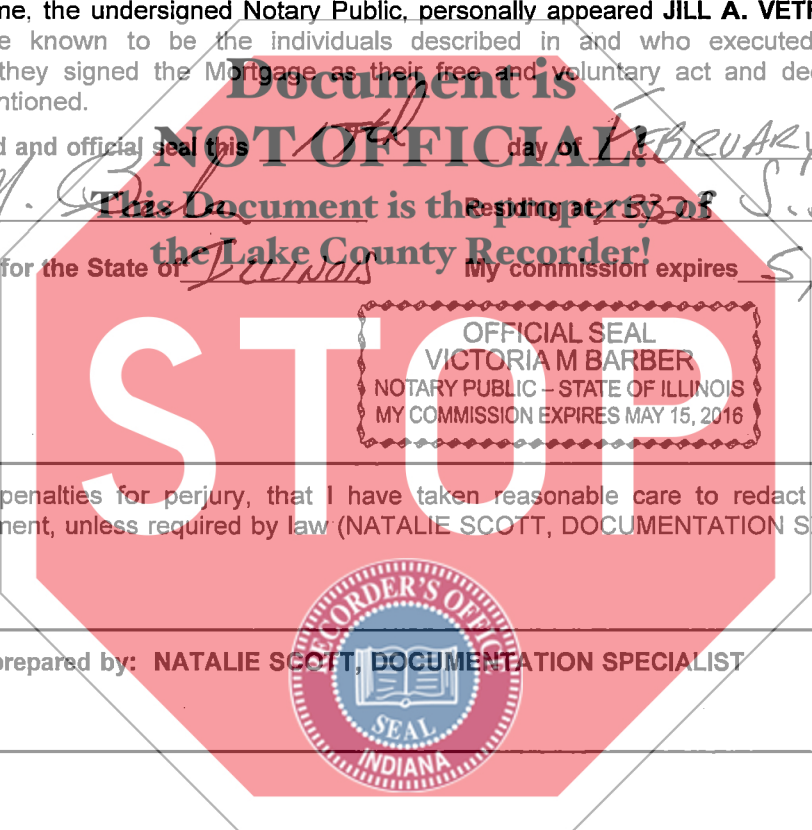 me, the undersigned Notary Public, personally appeared JILL A. VET
e known to be the individuals described in and who executed
they signed the Mortgage as their free and voluntary act and de
ntioned.
Document is
NOT OFFICIAL!
This Document is the property of
the Lake County Recorder!
d and official seal this 15th day of FEBRUARY
Residing at 3325 S.
for the State of ILLINOIS My commission expires 5
STOP
OFFICIAL SEAL
VICTORIA M BARBER
NOTARY PUBLIC – STATE OF ILLINOIS
MY COMMISSION EXPIRES MAY 15, 2016
penalties for perjury, that I have taken reasonable care to redact
ment, unless required by law (NATALIE SCOTT, DOCUMENTATION S
prepared by: NATALIE SCOTT, DOCUMENTATION SPECIALIST
RECORDER'S OFFICE
SEAL
INDIANA